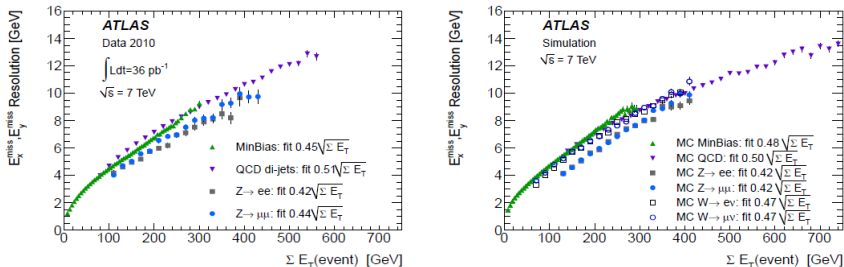 E_x^miss, E_y^miss Resolution [GeV]
16
14
12
10
8
6
4
2
0
ATLAS
Data 2010
∫Ldt=36 pb⁻¹
√s = 7 TeV
MinBias: fit 0.45√Σ E_T
QCD di-jets: fit 0.51√Σ E_T
Z→ ee: fit 0.42√Σ E_T
Z→ μμ: fit 0.44√Σ E_T
0 100 200 300 400 500 600 700
Σ E_T(event) [GeV]
E_x^miss, E_y^miss Resolution [GeV]
16
14
12
10
8
6
4
2
0
ATLAS
Simulation
√s = 7 TeV
MC MinBias: fit 0.48√Σ E_T
MC QCD: fit 0.50√Σ E_T
MC Z→ ee: fit 0.42√Σ E_T
MC Z→ μμ: fit 0.42√Σ E_T
MC W→ eν: fit 0.47√Σ E_T
MC W→ μν: fit 0.47√Σ E_T
0 100 200 300 400 500 600 700
Σ E_T(event) [GeV]